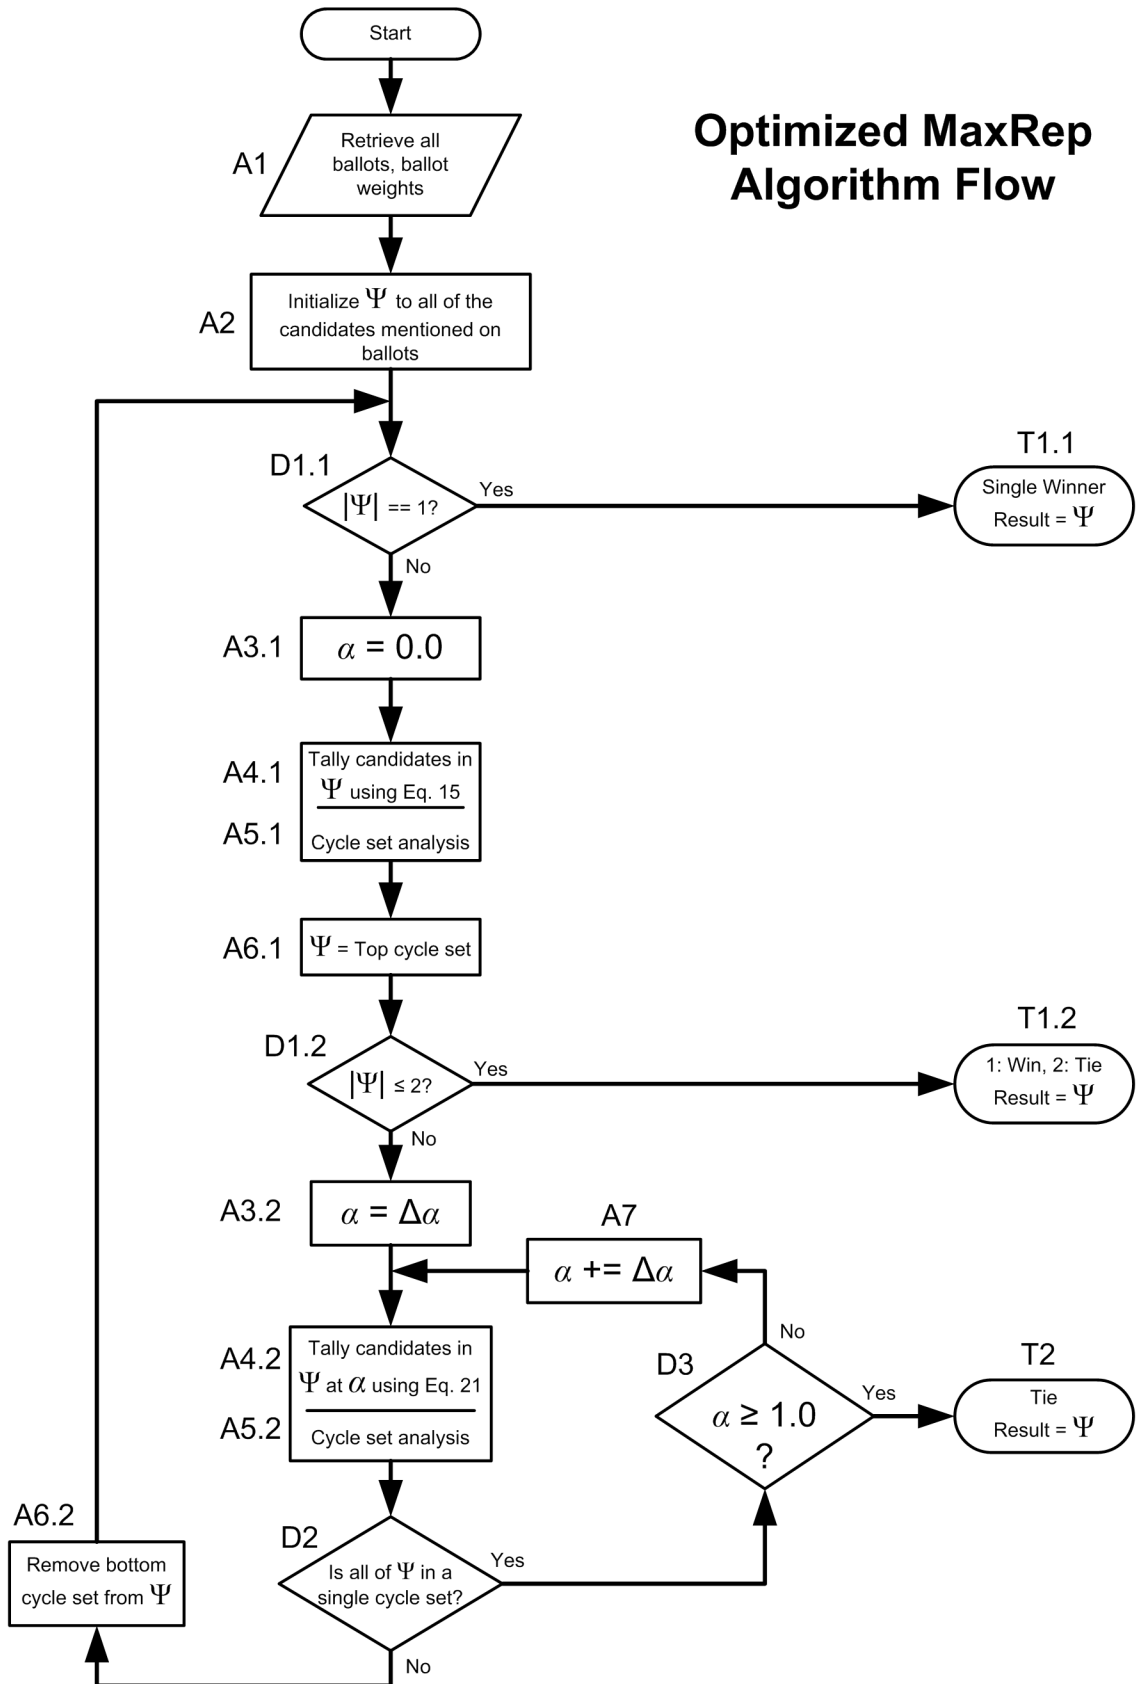 Start
Optimized MaxRep
Algorithm Flow
A1
Retrieve all
ballots, ballot
weights
A2
Initialize Ψ to all of the
candidates mentioned on
ballots
D1.1
|Ψ| == 1?
Yes
No
T1.1
Single Winner
Result = Ψ
A3.1
α = 0.0
A4.1
Tally candidates in
Ψ using Eq. 15
A5.1
Cycle set analysis
A6.1
Ψ = Top cycle set
D1.2
|Ψ| ≤ 2?
Yes
No
T1.2
1: Win, 2: Tie
Result = Ψ
A3.2
α = Δα
A7
α += Δα
A4.2
Tally candidates in
Ψ at α using Eq. 21
A5.2
Cycle set analysis
D3
α ≥ 1.0
?
No
Yes
T2
Tie
Result = Ψ
D2
Is all of Ψ in a
single cycle set?
Yes
No
A6.2
Remove bottom
cycle set from Ψ